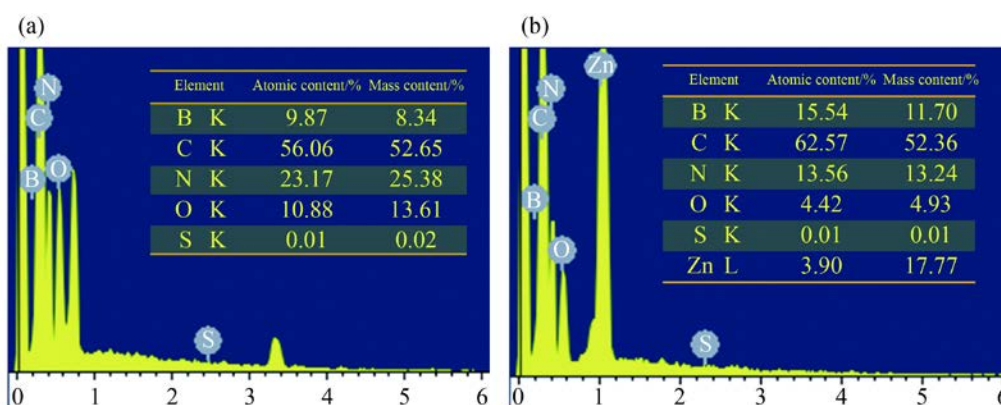 (a)
Element Atomic content/% Mass content/%
B K 9.87 8.34
C K 56.06 52.65
N K 23.17 25.38
O K 10.88 13.61
S K 0.01 0.02
N
C
B
O
S
0 1 2 3 4 5 6
(b)
Element Atomic content/% Mass content/%
B K 15.54 11.70
C K 62.57 52.36
N K 13.56 13.24
O K 4.42 4.93
S K 0.01 0.01
Zn L 3.90 17.77
Zn
N
C
B
O
S
0 1 2 3 4 5 6